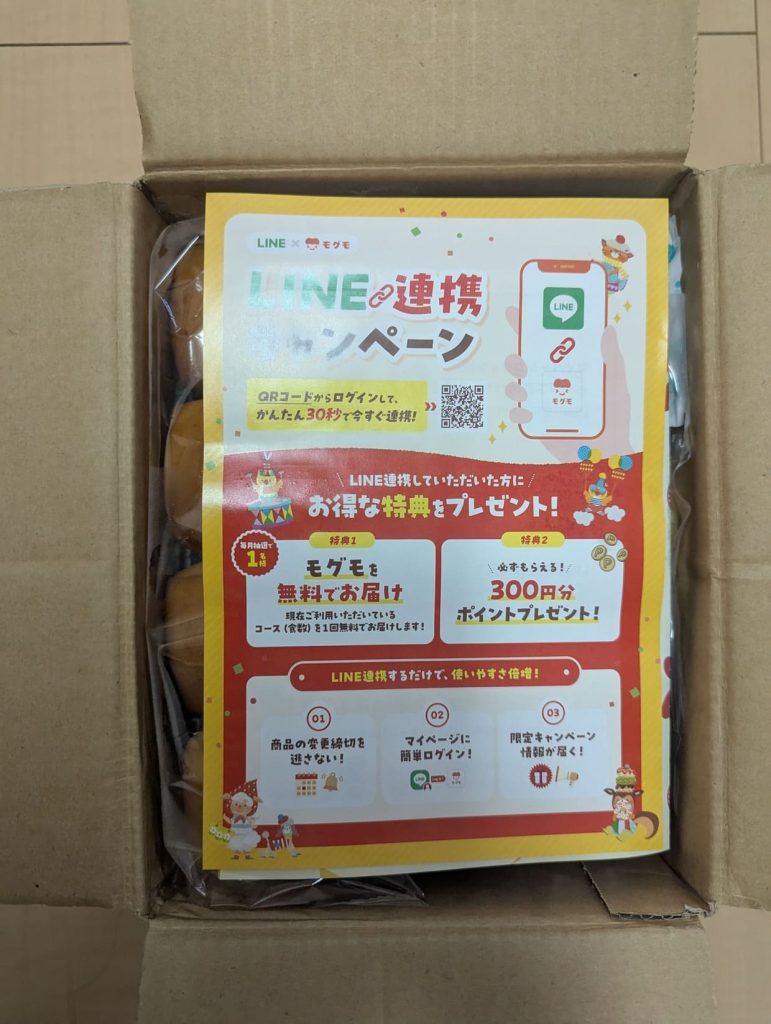 LINE × モグモ
LINE連携
キャンペーン
QRコードからログインして、
かんたん30秒で今すぐ連携!
LINE
モグモ
LINE連携していただいた方に
お得な特典をプレゼント!
毎月抽選で
1名様
特典1
モグモを
無料でお届け
現在ご利用いただいている
コース(食数)を1回無料でお届けします!
特典2
必ずもらえる!
300円分
ポイントプレゼント!
LINE連携するだけで、使いやすさ倍増!
01
商品の変更締切を
逃さない!
02
マイページに
簡単ログイン!
03
限定キャンペーン
情報が届く!